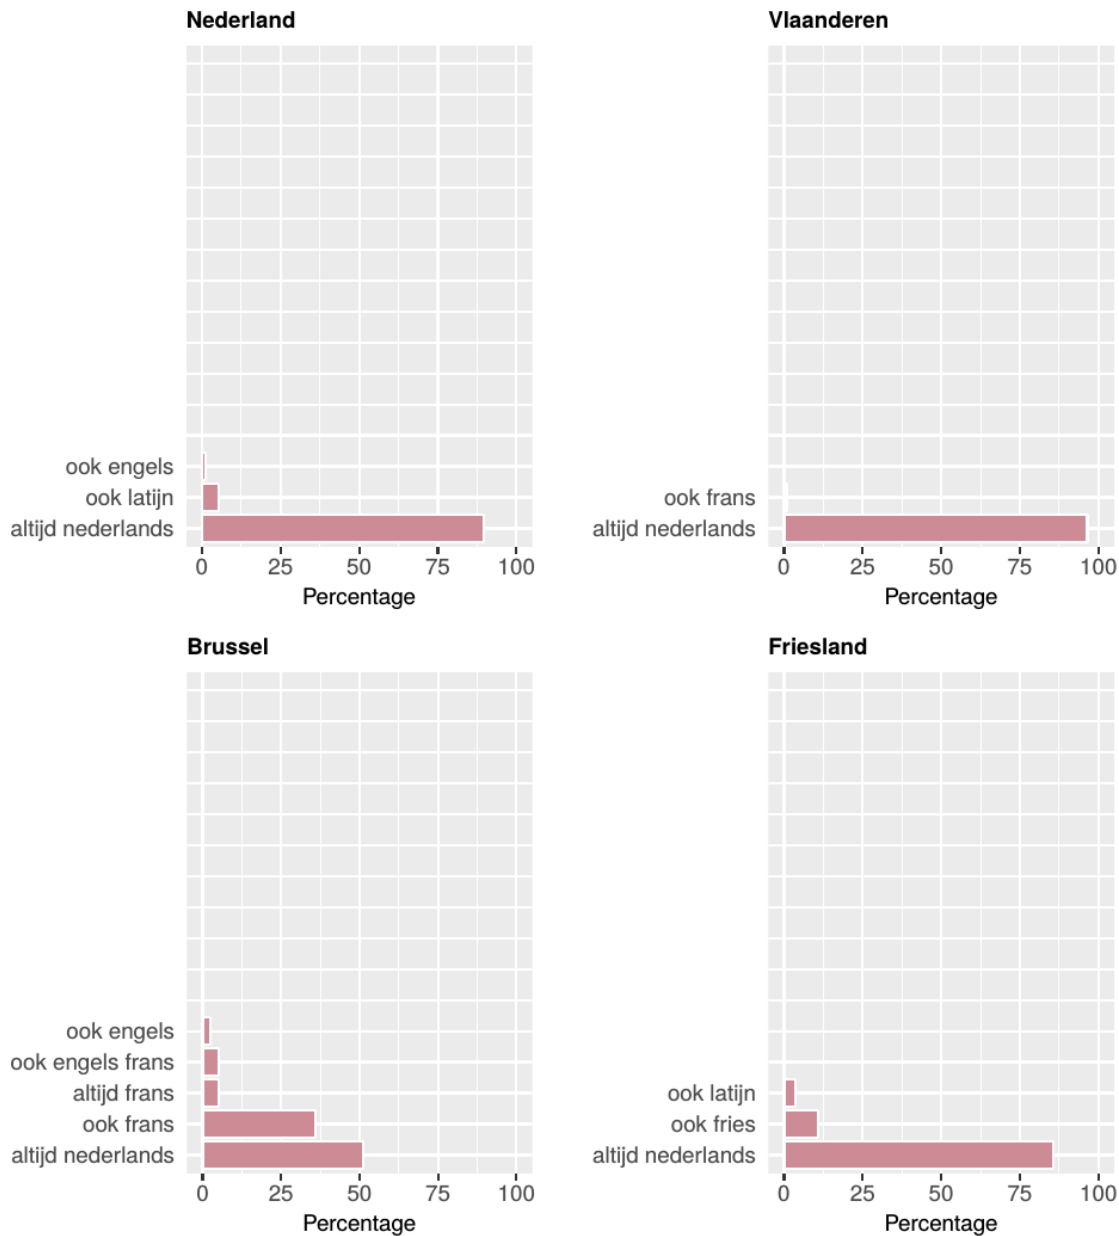 Nederland
ook engels
ook latijn
altijd nederlands
0 25 50 75 100
Percentage
Vlaanderen
ook frans
altijd nederlands
0 25 50 75 100
Percentage
Brussel
ook engels
ook engels frans
altijd frans
ook frans
altijd nederlands
0 25 50 75 100
Percentage
Friesland
ook latijn
ook fries
altijd nederlands
0 25 50 75 100
Percentage